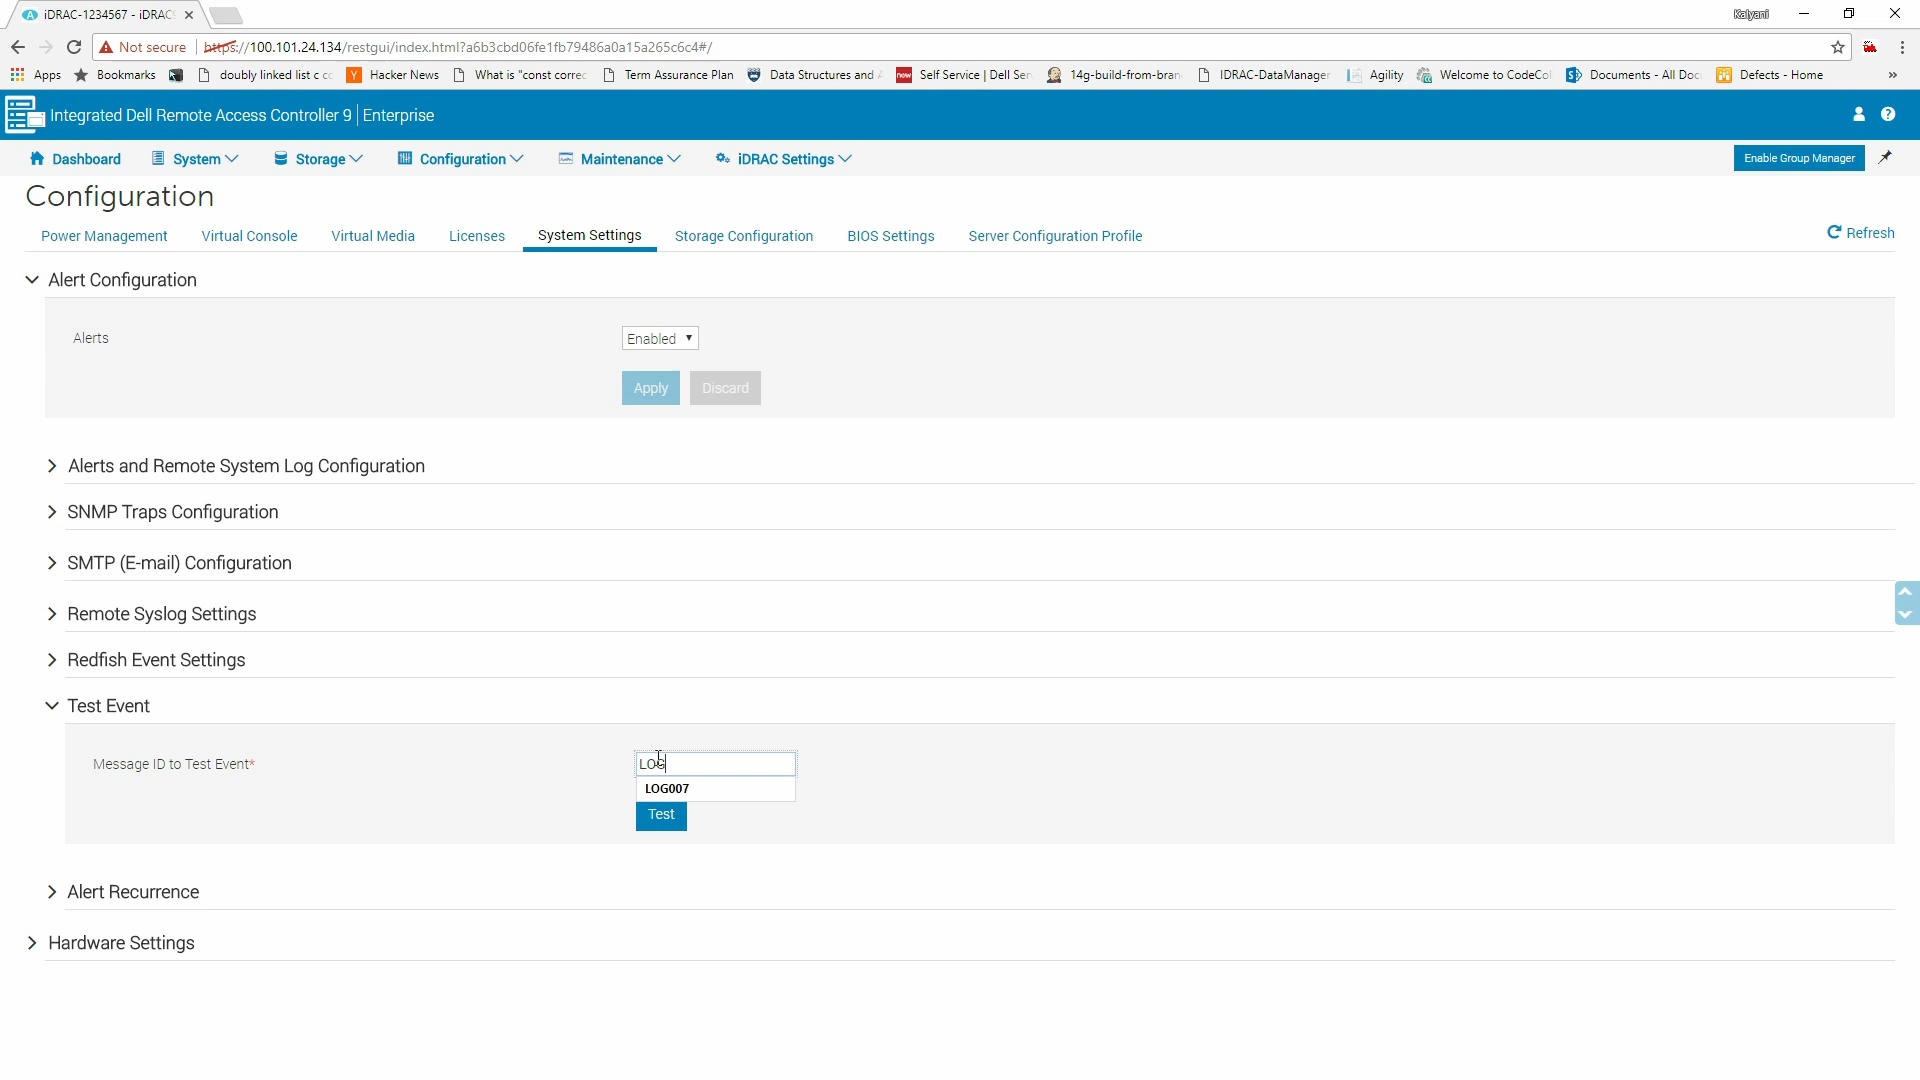 iDRAC-1234567 - iDRACS
Kalyani
Not secure https://100.101.24.134/restgui/index.html?a6b3cbd06fe1fb79486a0a15a265c6c4#/
Apps Bookmarks doubly linked list c co Y Hacker News What is "const correc Term Assurance Plan Data Structures and A now Self Service | Dell Ser 14g-build-from-bran IDRAC-DataManager Agility Welcome to CodeCol Documents - All Doc Defects - Home »
Integrated Dell Remote Access Controller 9 | Enterprise
Dashboard System Storage Configuration Maintenance iDRAC Settings Enable Group Manager
Configuration
Power Management Virtual Console Virtual Media Licenses System Settings Storage Configuration BIOS Settings Server Configuration Profile Refresh
Alert Configuration
Alerts Enabled
Apply Discard
Alerts and Remote System Log Configuration
SNMP Traps Configuration
SMTP (E-mail) Configuration
Remote Syslog Settings
Redfish Event Settings
Test Event
Message ID to Test Event* LOG
LOG007
Test
Alert Recurrence
Hardware Settings